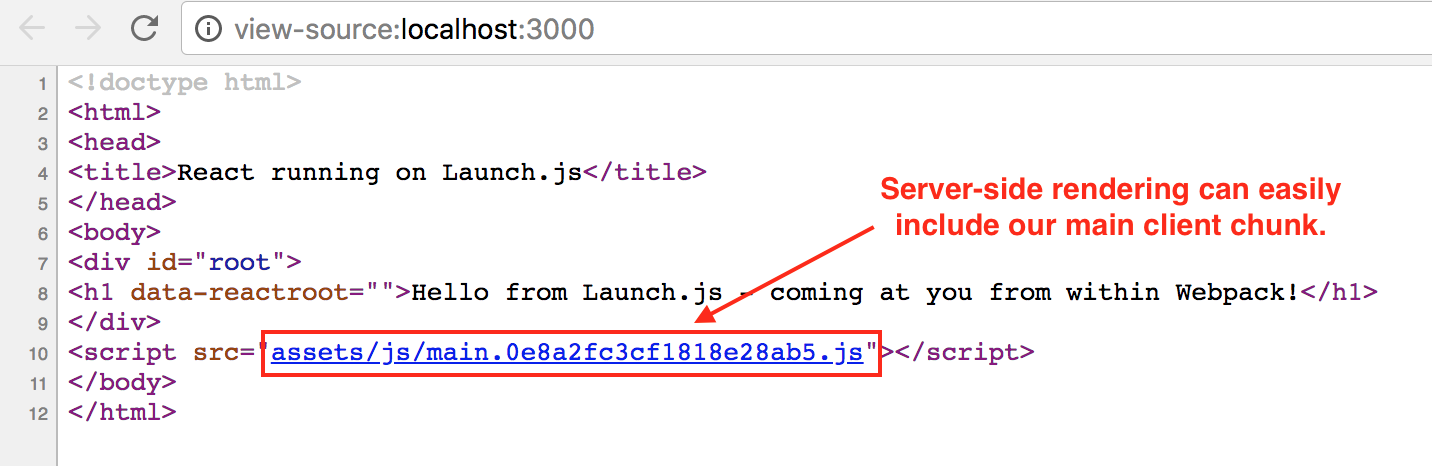 view-source:localhost:3000
1 <!doctype html>
2 <html>
3 <head>
4 <title>React running on Launch.js</title>
5 </head>
6 <body>
7 <div id="root">
8 <h1 data-reactroot="">Hello from Launch.js - coming at you from within Webpack!</h1>
9 </div>
10 <script src="assets/js/main.0e8a2fc3cf1818e28ab5.js"></script>
11 </body>
12 </html>
Server-side rendering can easily
include our main client chunk.